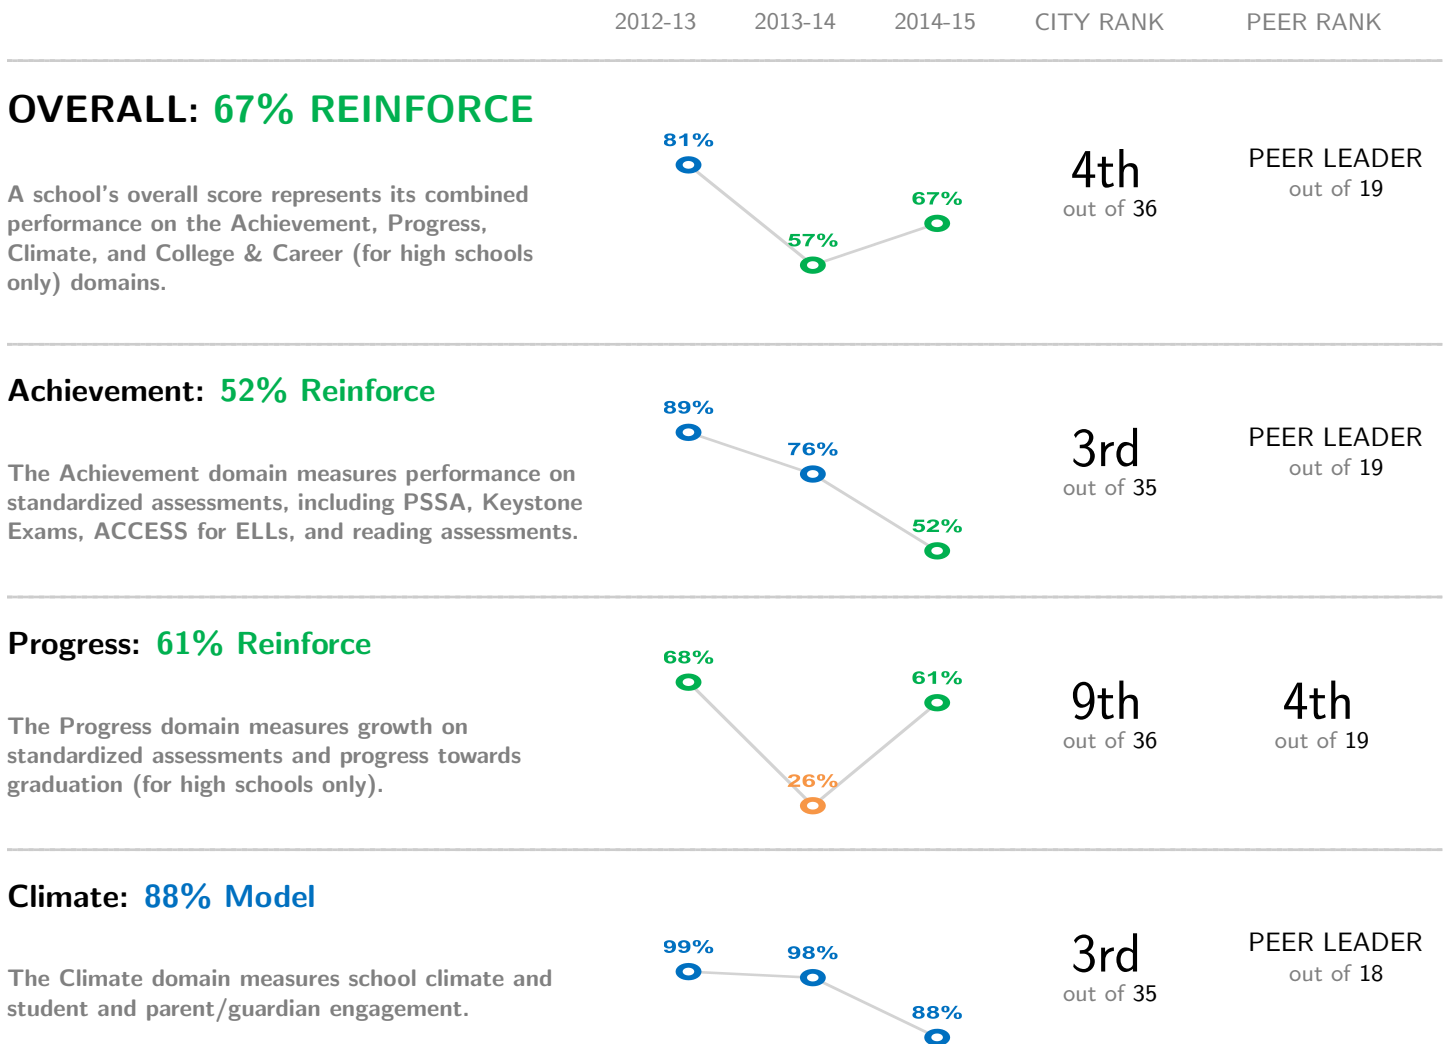 2012-13 2013-14 2014-15 CITY RANK PEER RANK
OVERALL: 67% REINFORCE
A school's overall score represents its combined
performance on the Achievement, Progress,
Climate, and College & Career (for high schools
only) domains.
81%
57%
67%
4th
out of 36
PEER LEADER
out of 19
Achievement: 52% Reinforce
The Achievement domain measures performance on
standardized assessments, including PSSA, Keystone
Exams, ACCESS for ELLs, and reading assessments.
89%
76%
52%
3rd
out of 35
PEER LEADER
out of 19
Progress: 61% Reinforce
The Progress domain measures growth on
standardized assessments and progress towards
graduation (for high schools only).
68%
26%
61%
9th
out of 36
4th
out of 19
Climate: 88% Model
The Climate domain measures school climate and
student and parent/guardian engagement.
99%
98%
88%
3rd
out of 35
PEER LEADER
out of 18